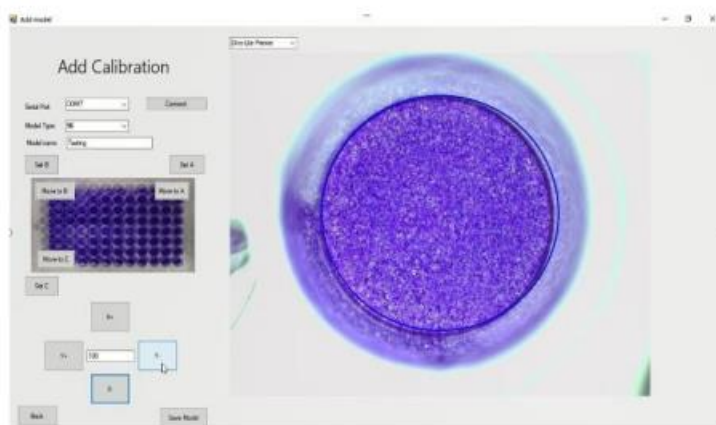 Add model
Add Calibration
Serial Port
COM7
Connect
Model Type:
96
Model name:
Testing
Set B
Set A
Move to B
Move to A
Move to C
Set C
100
Back
Save Model